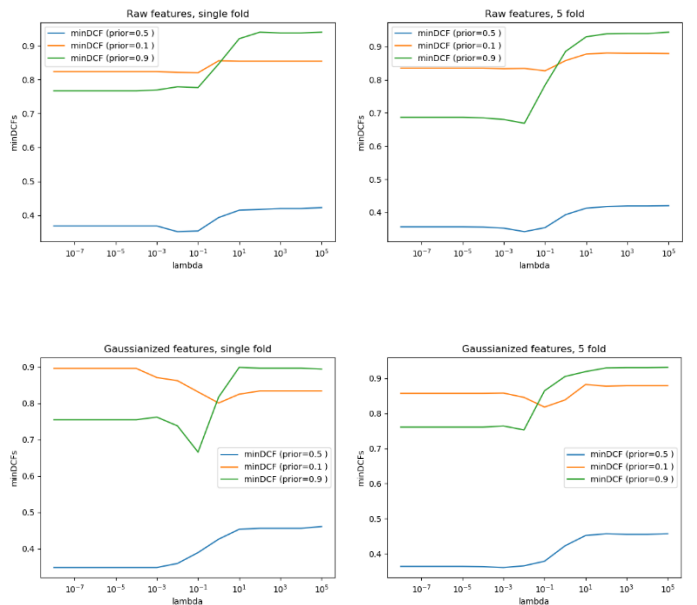 Raw features, single fold
minDCF (prior=0.5 )
minDCF (prior=0.1 )
minDCF (prior=0.9 )
minDCFs
0.9
0.8
0.7
0.6
0.5
0.4
10⁻⁷ 10⁻⁵ 10⁻³ 10⁻¹ 10¹ 10³ 10⁵
lambda
Raw features, 5 fold
minDCF (prior=0.5 )
minDCF (prior=0.1 )
minDCF (prior=0.9 )
minDCFs
0.9
0.8
0.7
0.6
0.5
0.4
10⁻⁷ 10⁻⁵ 10⁻³ 10⁻¹ 10¹ 10³ 10⁵
lambda
Gaussianized features, single fold
minDCF (prior=0.5 )
minDCF (prior=0.1 )
minDCF (prior=0.9 )
minDCFs
0.9
0.8
0.7
0.6
0.5
0.4
10⁻⁷ 10⁻⁵ 10⁻³ 10⁻¹ 10¹ 10³ 10⁵
lambda
Gaussianized features, 5 fold
minDCF (prior=0.5 )
minDCF (prior=0.1 )
minDCF (prior=0.9 )
minDCFs
0.9
0.8
0.7
0.6
0.5
0.4
10⁻⁷ 10⁻⁵ 10⁻³ 10⁻¹ 10¹ 10³ 10⁵
lambda